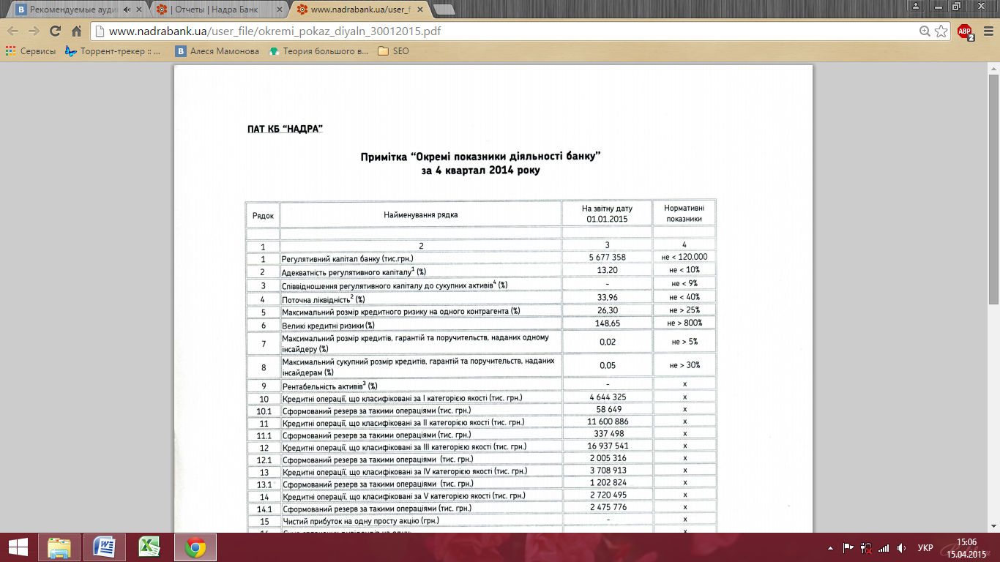 Рекомендуемые ауди
| Отчеты | Надра Банк
www.nadrabank.ua/user_f
www.nadrabank.ua/user_file/okremi_pokaz_diyaln_30012015.pdf
ABP
2
Сервисы
Торрент-трекер :: ...
В Алеся Мамонова
Теория большого в...
SEO
ПАТ КБ “НАДРА”
Примітка “Окремі показники діяльності банку”
за 4 квартал 2014 року
Рядок Найменування рядка На звітну дату 01.01.2015 Нормативні показники
1 2 3 4
1 Регулятивний капітал банку (тис.грн.) 5 677 358 не < 120,000
2 Адекватність регулятивного капіталу1 (%) 13,20 не < 10%
3 Співвідношення регулятивного капіталу до сукупних активів4 (%) - не < 9%
4 Поточна ліквідність2 (%) 33,96 не < 40%
5 Максимальний розмір кредитного ризику на одного контрагента (%) 26,30 не > 25%
6 Великі кредитні ризики (%) 148,65 не > 800%
7 Максимальний розмір кредитів, гарантій та поручительств, наданих одному
інсайдеру (%) 0,02 не > 5%
8 Максимальний сукупний розмір кредитів, гарантій та поручительств, наданих
інсайдерам (%) 0,05 не > 30%
9 Рентабельність активів3 (%) - х
10 Кредитні операції, що класифіковані за І категорією якості (тис. грн.) 4 644 325 х
10.1 Сформований резерв за такими операціями (тис. грн.) 58 649 х
11 Кредитні операції, що класифіковані за ІІ категорією якості (тис. грн.) 11 600 886 х
11.1 Сформований резерв за такими операціями (тис. грн.) 337 498 х
12 Кредитні операції, що класифіковані за ІІІ категорією якості (тис. грн.) 16 937 541 х
12.1 Сформований резерв за такими операціями (тис. грн.) 2 005 316 х
13 Кредитні операції, що класифіковані за IV категорією якості (тис. грн.) 3 708 913 х
13.1 Сформований резерв за такими операціями (тис. грн.) 1 202 824 х
14 Кредитні операції, що класифіковані за V категорією якості (тис. грн.) 2 720 495 х
14.1 Сформований резерв за такими операціями (тис. грн.) 2 475 776 х
15 Чистий прибуток на одну просту акцію (грн.) - х
УКР
15:06
15.04.2015